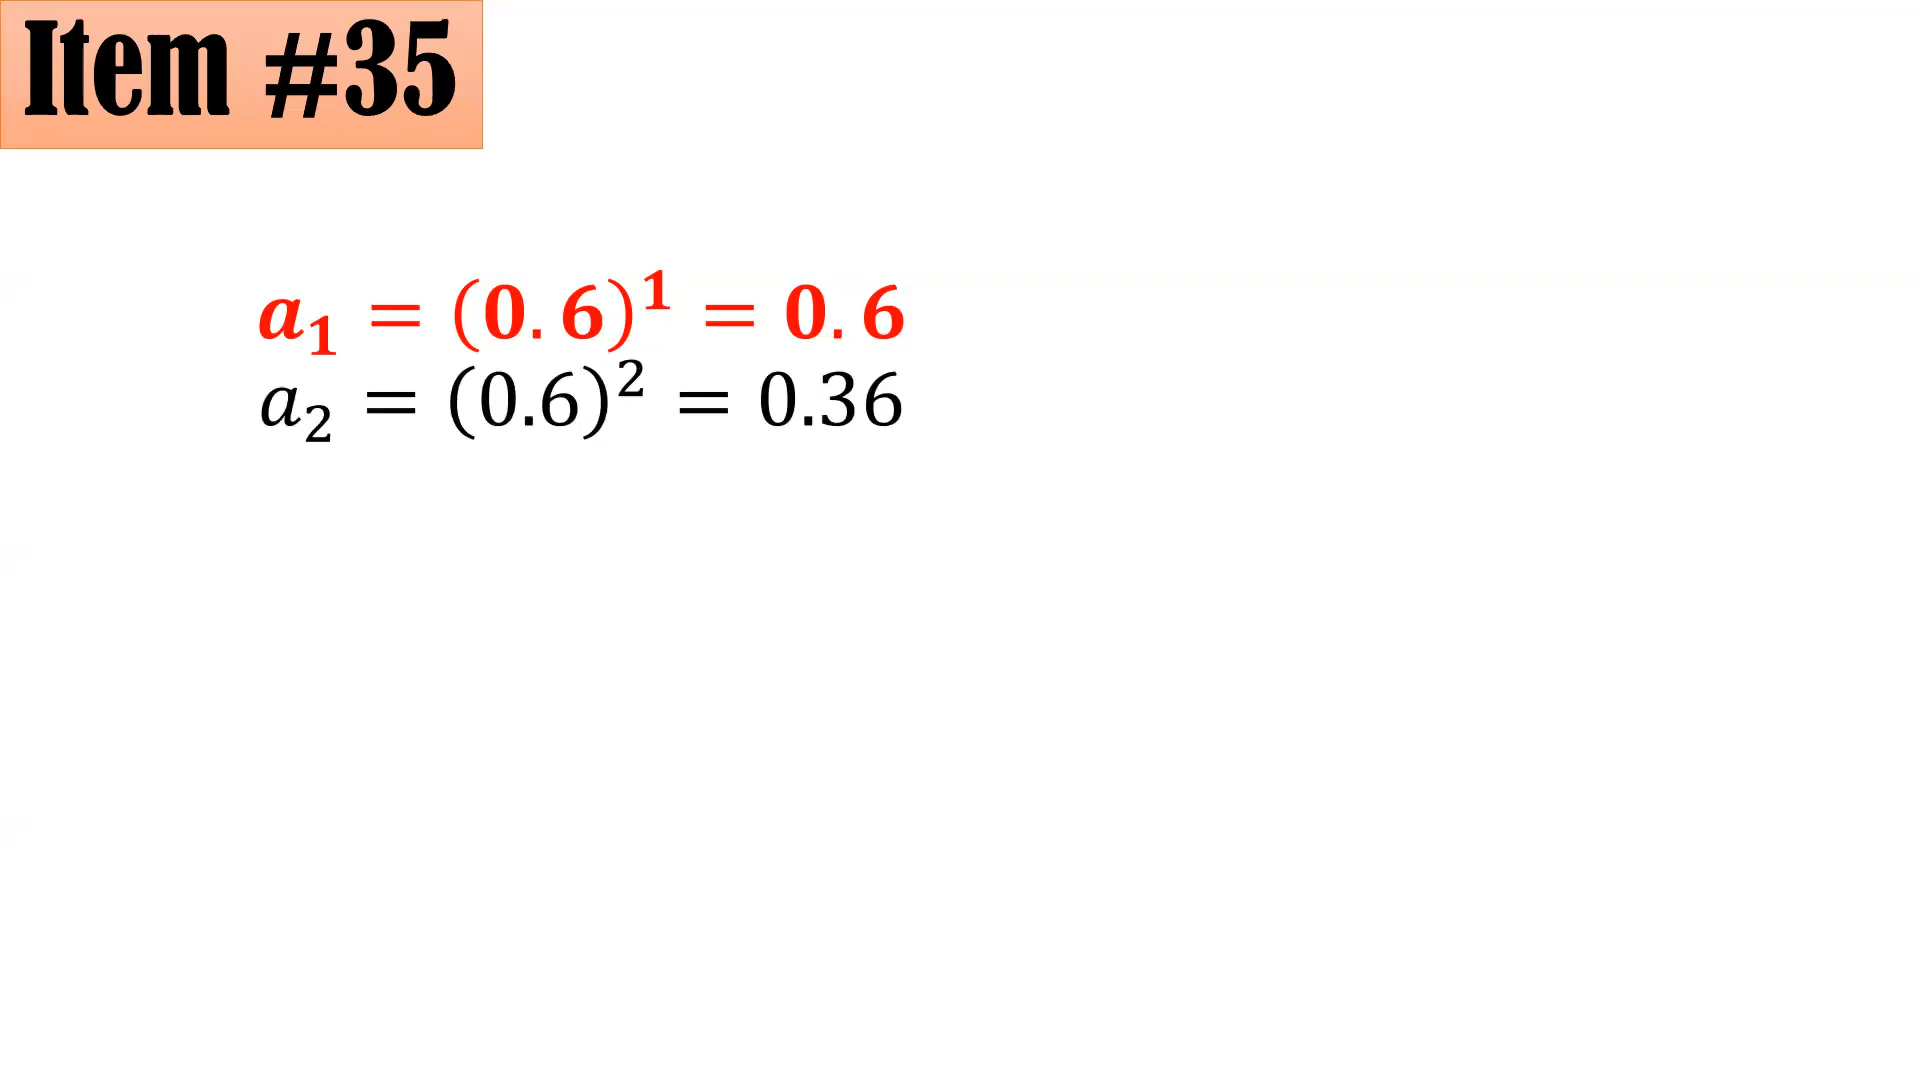 Item #35
a₁ = (0.6)¹ = 0.6
a₂ = (0.6)² = 0.36